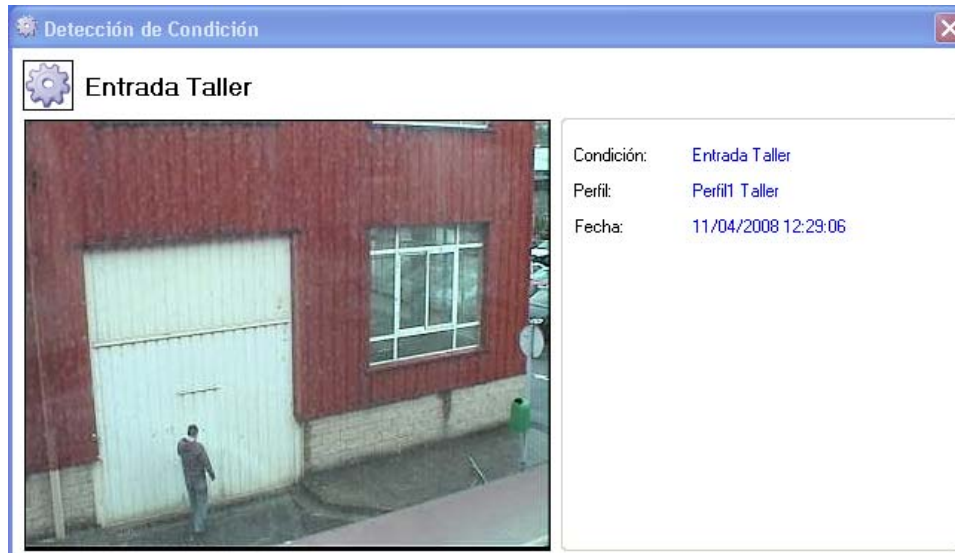 Detección de Condición
Entrada Taller
Condición: Entrada Taller
Perfil: Perfil1 Taller
Fecha: 11/04/2008 12:29:06